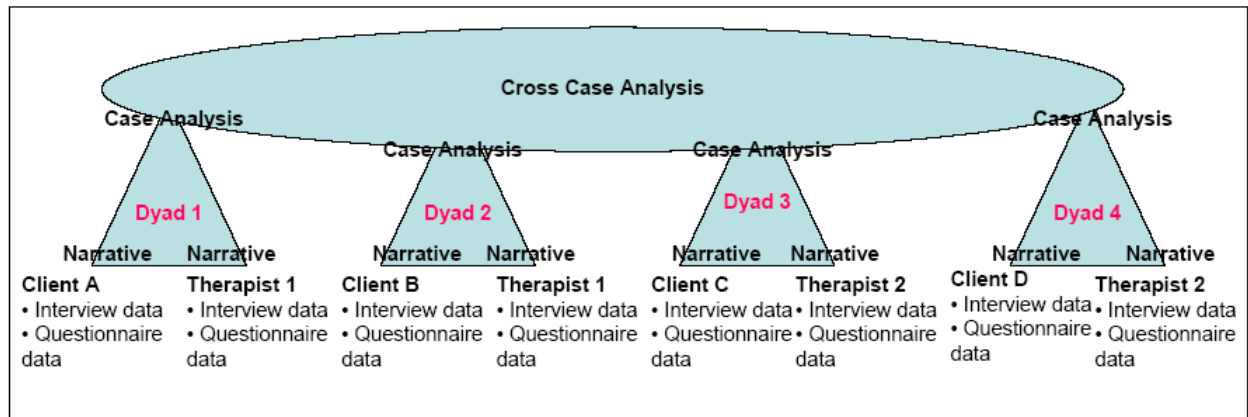 Cross Case Analysis
Case Analysis
Case Analysis
Case Analysis
Case Analysis
Dyad 1
Dyad 2
Dyad 3
Dyad 4
Narrative Narrative
Narrative Narrative
Narrative Narrative
Narrative Narrative
Client A
• Interview data
• Questionnaire
data
Therapist 1
• Interview data
• Questionnaire
data
Client B
• Interview data
• Questionnaire
data
Therapist 1
• Interview data
• Questionnaire
data
Client C
• Interview data
• Questionnaire
data
Therapist 2
• Interview data
• Questionnaire
data
Client D
• Interview data
• Questionnaire
data
Therapist 2
• Interview data
• Questionnaire
data